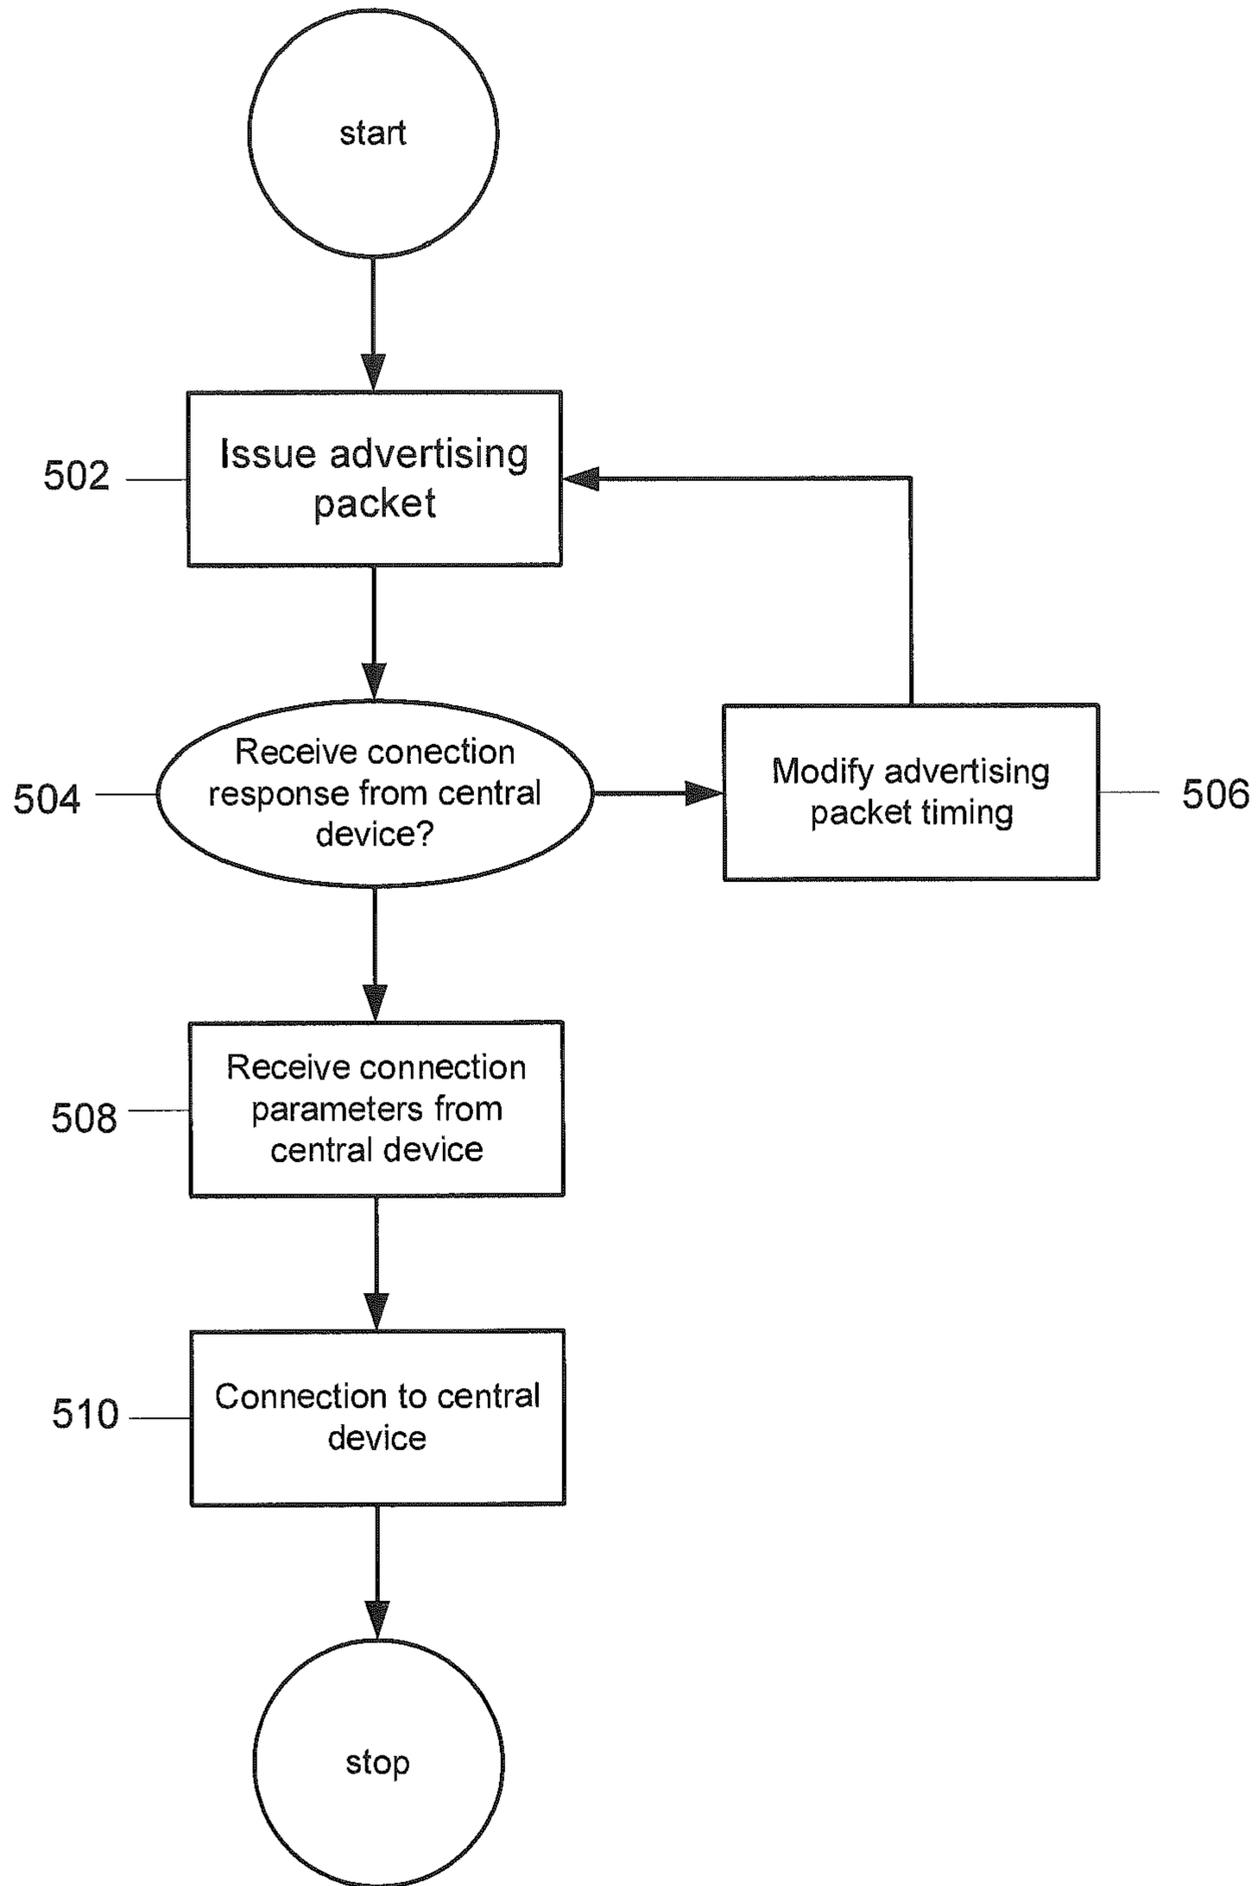 start
Issue advertising
packet
502
Receive conection
response from central
device?
504
Modify advertising
packet timing
506
Receive connection
parameters from
central device
508
Connection to central
device
510
stop